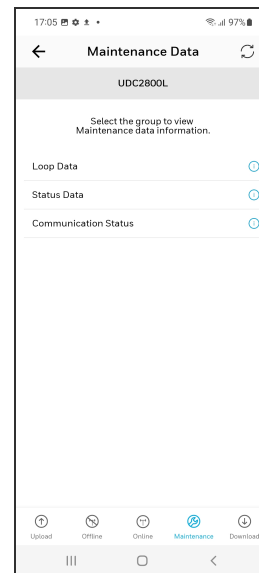 17:05 97%
Maintenance Data
UDC2800L
Select the group to view
Maintenance data information.
Loop Data
Status Data
Communication Status
Upload Offline Online Maintenance Download